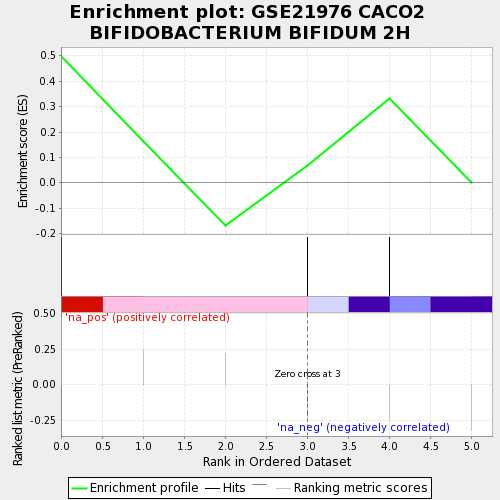 Enrichment plot: GSE21976 CACO2
BIFIDOBACTERIUM BIFIDUM 2H
Enrichment score (ES)
0.5
0.4
0.3
0.2
0.1
0.0
-0.1
-0.2
Ranked list metric (PreRanked)
0.50
0.25
0.00
-0.25
'na_pos' (positively correlated)
Zero cross at 3
'na_neg' (negatively correlated)
0.0 0.5 1.0 1.5 2.0 2.5 3.0 3.5 4.0 4.5 5.0
Rank in Ordered Dataset
Enrichment profile Hits Ranking metric scores